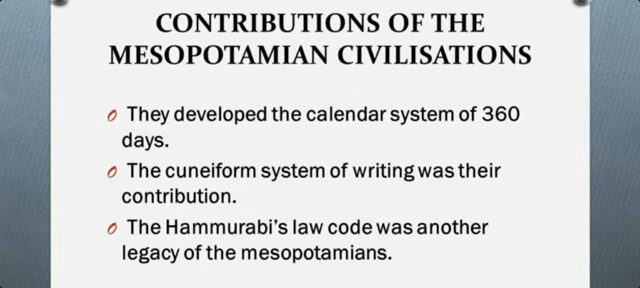 CONTRIBUTIONS OF THE
MESOPOTAMIAN CIVILISATIONS
They developed the calendar system of 360
days.
The cuneiform system of writing was their
contribution.
The Hammurabi's law code was another
legacy of the mesopotamians.